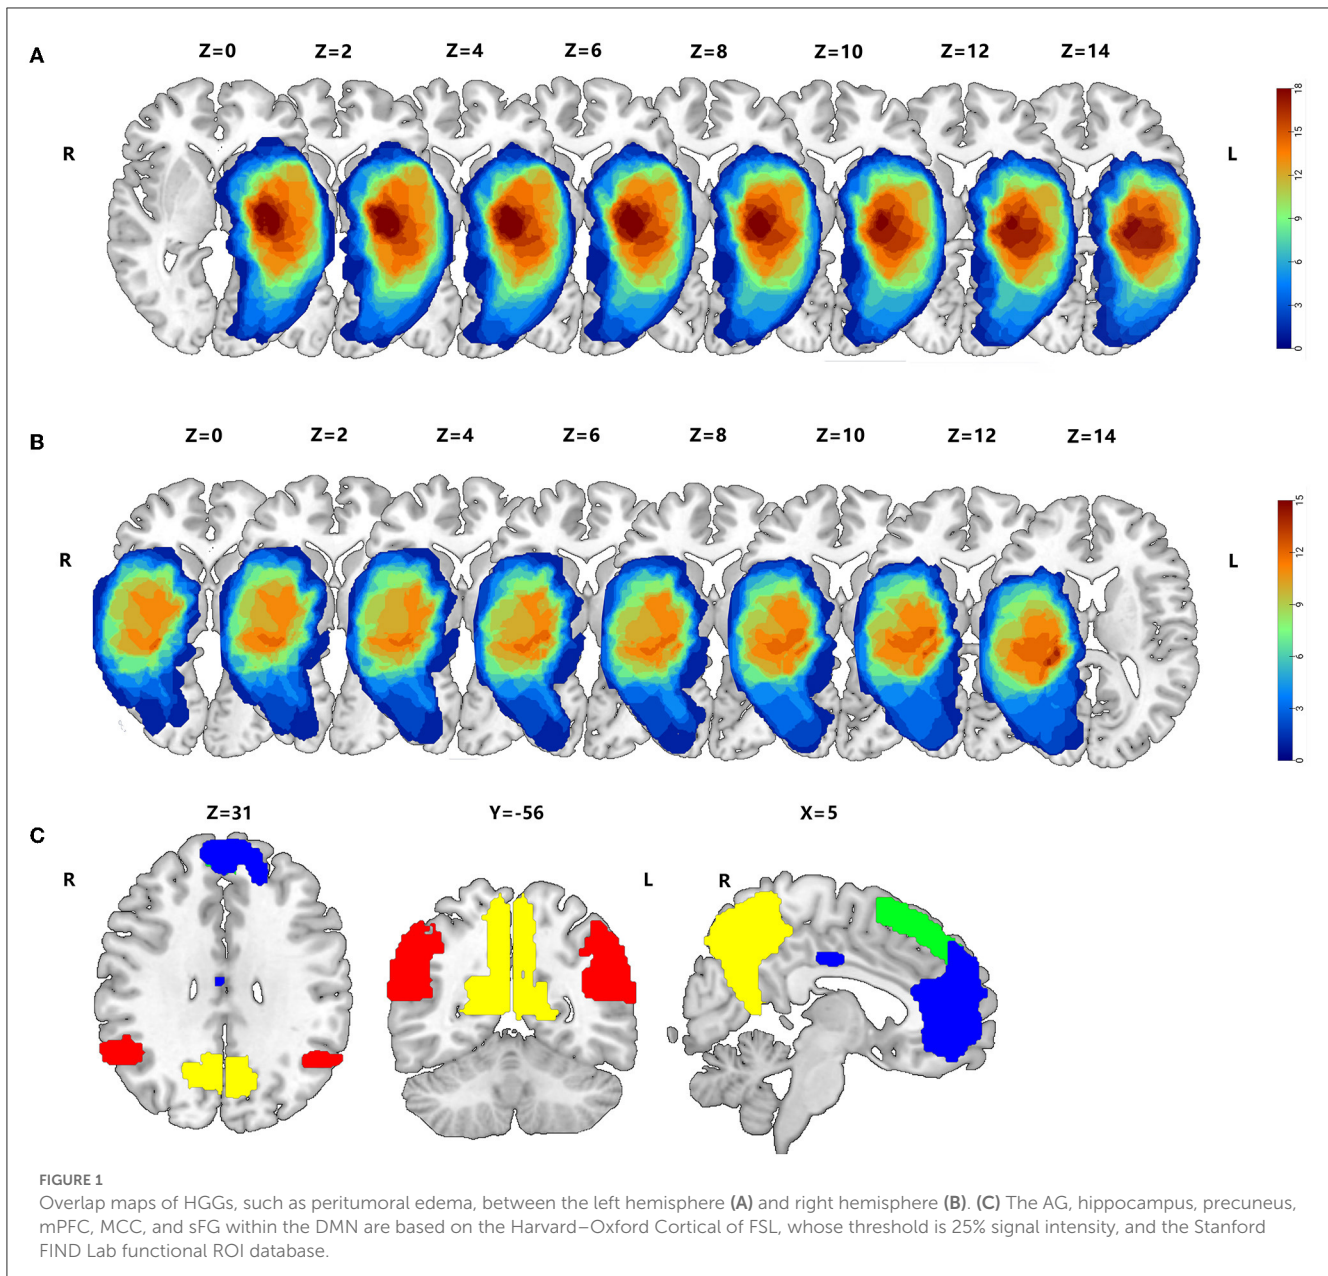 A
Z=0 Z=2 Z=4 Z=6 Z=8 Z=10 Z=12 Z=14
R
L
18
15
12
9
6
3
0
B
Z=0 Z=2 Z=4 Z=6 Z=8 Z=10 Z=12 Z=14
R
L
15
12
9
6
3
0
C
Z=31 Y=-56 X=5
R L R
FIGURE 1
Overlap maps of HGGs, such as peritumoral edema, between the left hemisphere (A) and right hemisphere (B). (C) The AG, hippocampus, precuneus,
mPFC, MCC, and sFG within the DMN are based on the Harvard–Oxford Cortical of FSL, whose threshold is 25% signal intensity, and the Stanford
FIND Lab functional ROI database.